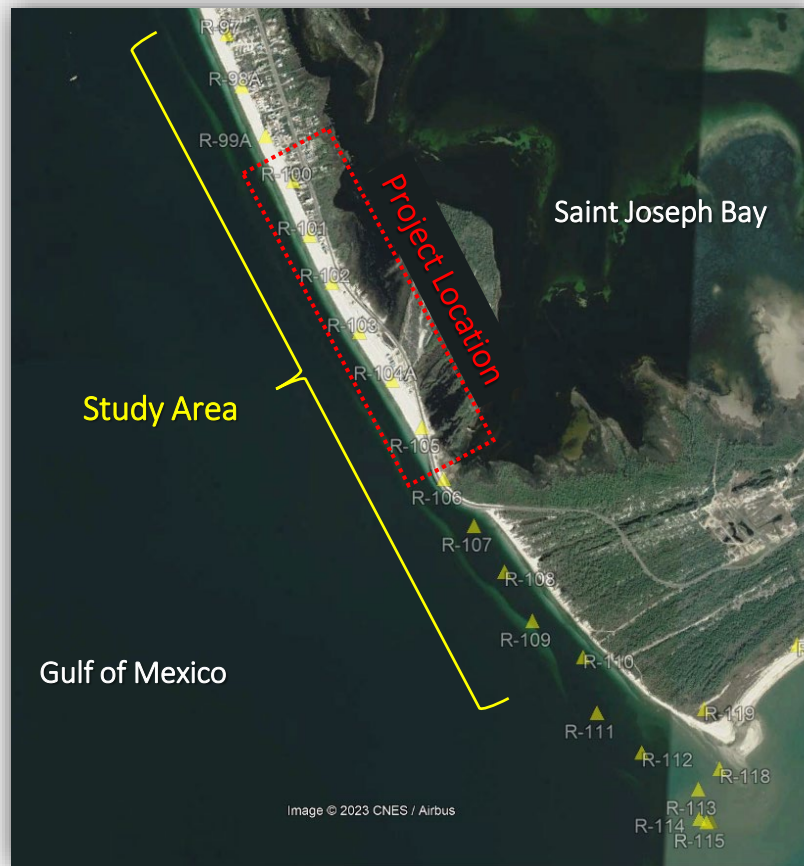 R-97
R-98A
R-99A
R-100
Project Location
Saint Joseph Bay
R-101
R-102
R-103
R-104A
Study Area
R-105
R-106
R-107
R-108
R-109
Gulf of Mexico
R-110
R-111
R-119
R-112
R-118
R-113
Image © 2023 CNES / Airbus
R-114
R-115